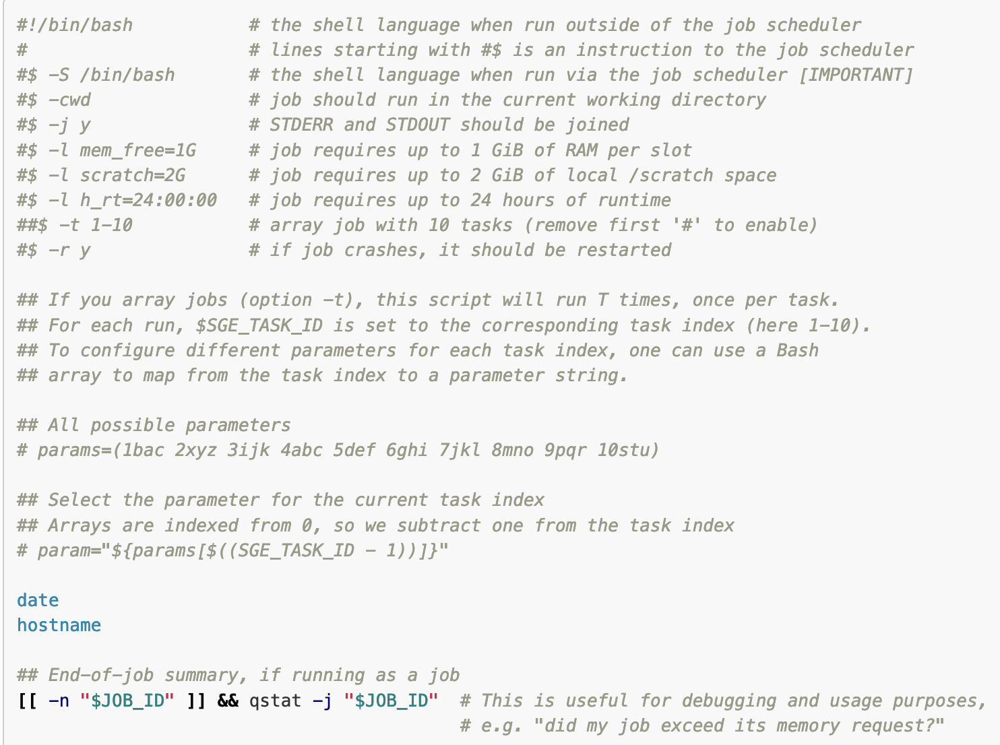 #!/bin/bash           # the shell language when run outside of the job scheduler
#                     # lines starting with #$ is an instruction to the job scheduler
#$ -S /bin/bash       # the shell language when run via the job scheduler [IMPORTANT]
#$ -cwd               # job should run in the current working directory
#$ -j y               # STDERR and STDOUT should be joined
#$ -l mem_free=1G     # job requires up to 1 GiB of RAM per slot
#$ -l scratch=2G      # job requires up to 2 GiB of local /scratch space
#$ -l h_rt=24:00:00   # job requires up to 24 hours of runtime
##$ -t 1-10           # array job with 10 tasks (remove first '#' to enable)
#$ -r y               # if job crashes, it should be restarted

## If you array jobs (option -t), this script will run T times, once per task.
## For each run, $SGE_TASK_ID is set to the corresponding task index (here 1-10).
## To configure different parameters for each task index, one can use a Bash
## array to map from the task index to a parameter string.

## All possible parameters
# params=(1bac 2xyz 3ijk 4abc 5def 6ghi 7jkl 8mno 9pqr 10stu)

## Select the parameter for the current task index
## Arrays are indexed from 0, so we subtract one from the task index
# param="${params[$((SGE_TASK_ID - 1))]}"

date
hostname

## End-of-job summary, if running as a job
[[ -n "$JOB_ID" ]] && qstat -j "$JOB_ID"  # This is useful for debugging and usage purposes,
                                          # e.g. "did my job exceed its memory request?"